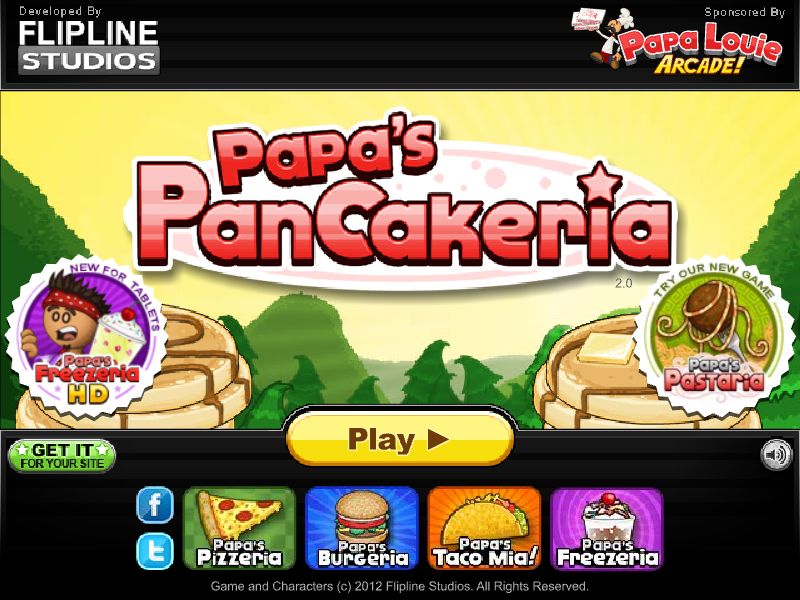 Developed By
FLIPLINE
STUDIOS
Sponsored By
Papa Louie
ARCADE!
Papa's
PanCakeria
2.0
NEW FOR TABLETS
Papa's
Freezeria
HD
TRY OUR NEW GAME
Papa's
Pastaria
Play
GET IT
FOR YOUR SITE
f
t
Papa's
Pizzeria
Papa's
Burgeria
Papa's
Taco Mia!
Papa's
Freezeria
Game and Characters (c) 2012 Flipline Studios. All Rights Reserved.